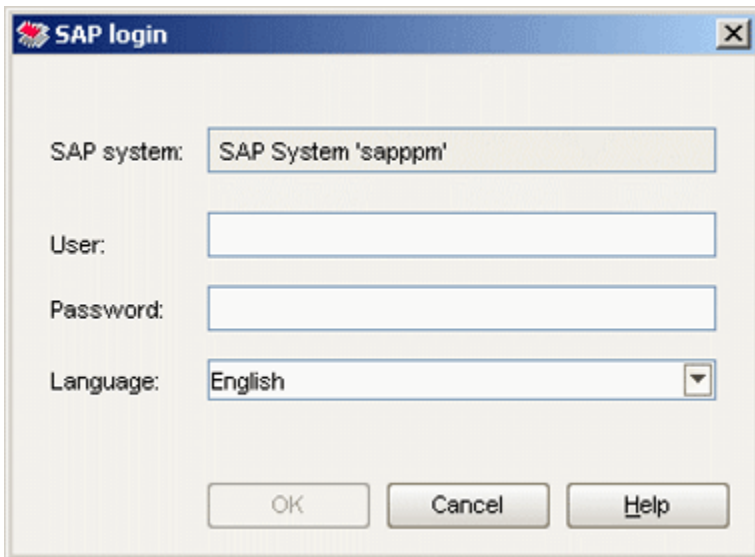 SAP login
SAP system: SAP System 'sapppm'
User:
Password:
Language: English
OK Cancel Help